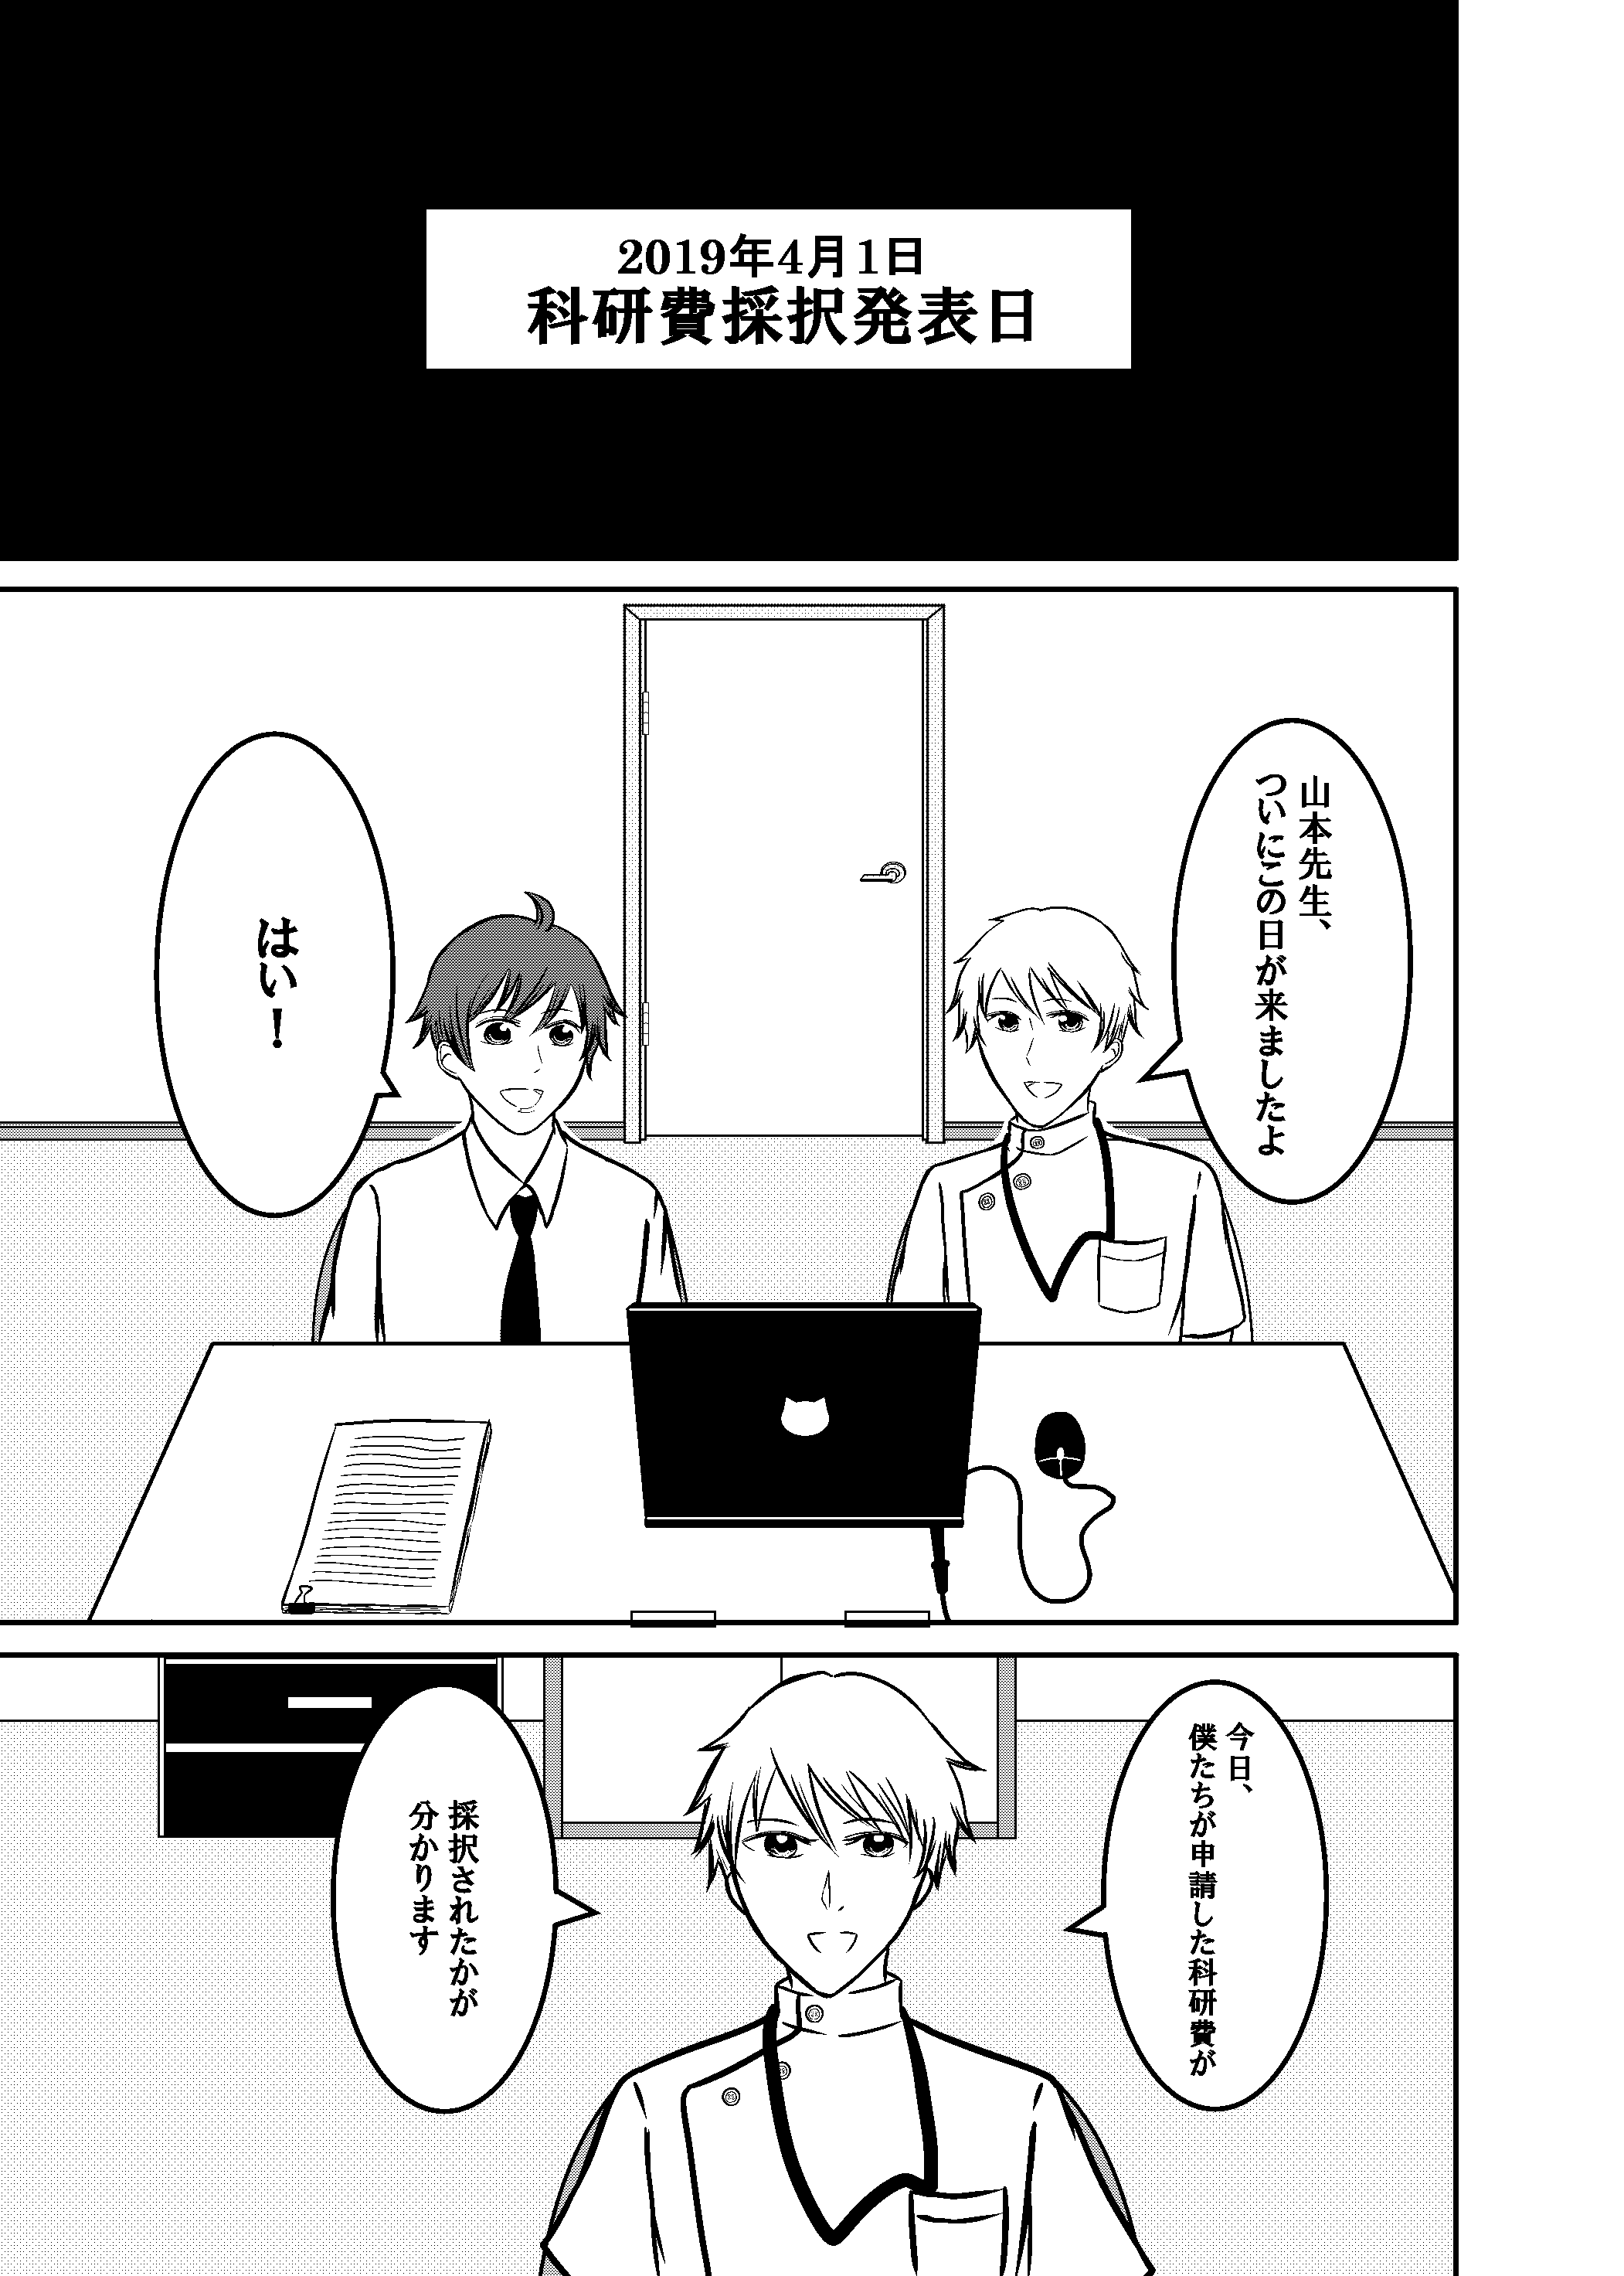 2019年4月1日
科研費採択発表日
山本先生、
ついにこの日が来ましたよ
はい！
今日、
僕たちが申請した科研費が
採択されたかが
分かります